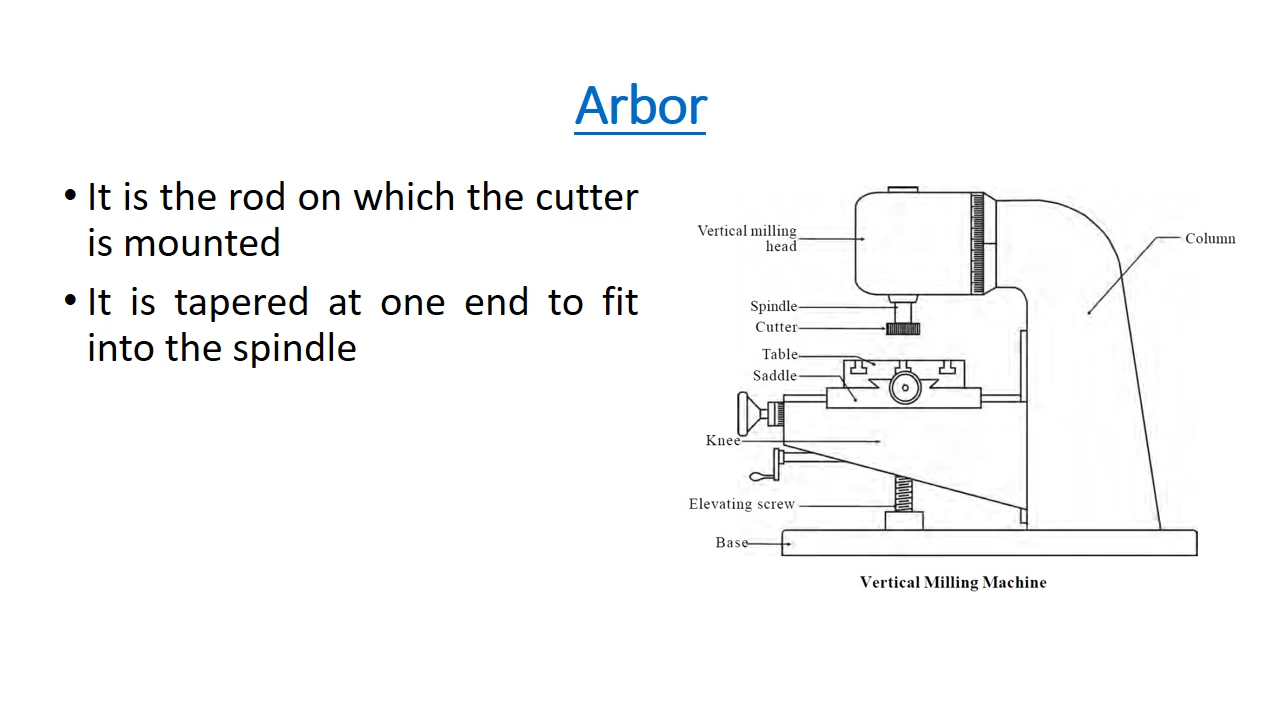 Arbor
• It is the rod on which the cutter
is mounted
• It is tapered at one end to fit
into the spindle
Vertical milling
head
Column
Spindle
Cutter
Table
Saddle
Knee
Elevating screw
Base
Vertical Milling Machine